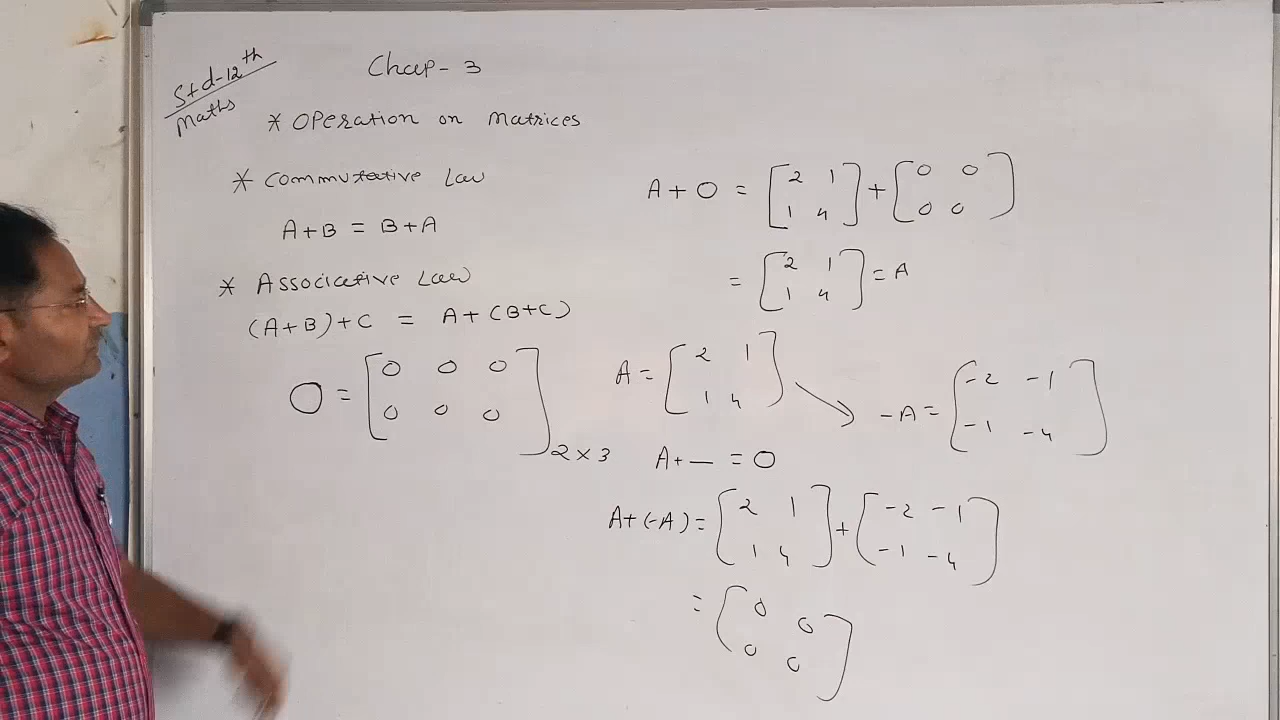 Std-12th
Maths
Chap-3
* Operation on Matrices
* Commutative Law
A+B = B+A
* Associative Law
(A+B)+C = A+(B+C)
O = [0 0 0
0 0 0] 2×3
A+O = [2 1
1 4] + [0 0
0 0]
= [2 1
1 4] = A
A = [2 1
1 4]
→ -A = [-2 -1
-1 -4]
A+ — = O
A+(-A) = [2 1
1 4] + [-2 -1
-1 -4]
= [0 0
0 0]